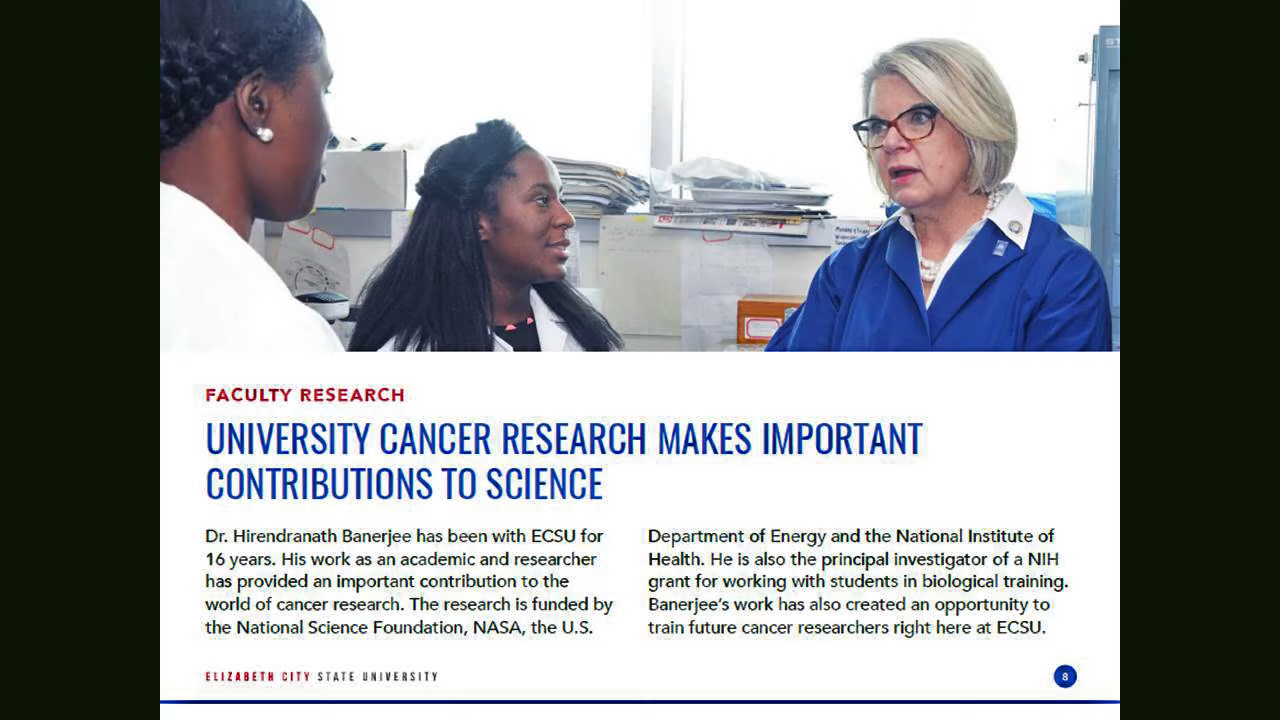 FACULTY RESEARCH
UNIVERSITY CANCER RESEARCH MAKES IMPORTANT
CONTRIBUTIONS TO SCIENCE
Dr. Hirendranath Banerjee has been with ECSU for
16 years. His work as an academic and researcher
has provided an important contribution to the
world of cancer research. The research is funded by
the National Science Foundation, NASA, the U.S.
Department of Energy and the National Institute of
Health. He is also the principal investigator of a NIH
grant for working with students in biological training.
Banerjee's work has also created an opportunity to
train future cancer researchers right here at ECSU.
ELIZABETH CITY STATE UNIVERSITY
8